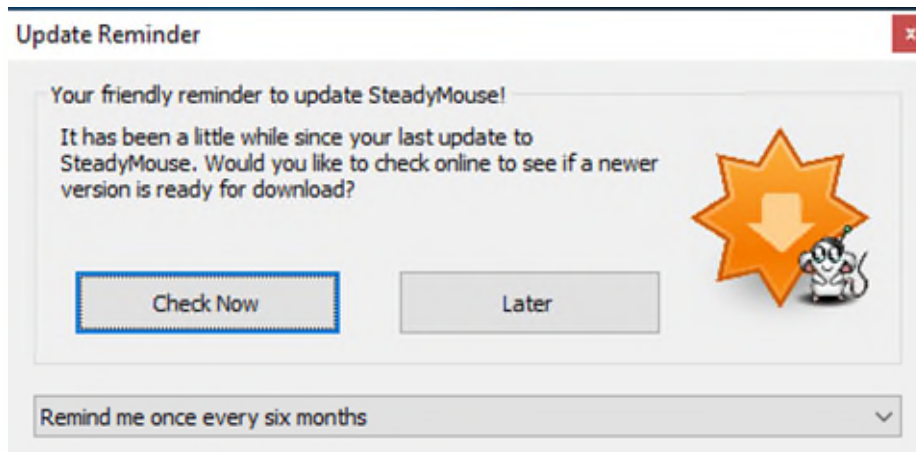 Update Reminder
x
Your friendly reminder to update SteadyMouse!
It has been a little while since your last update to
SteadyMouse. Would you like to check online to see if a newer
version is ready for download?
Check Now
Later
Remind me once every six months